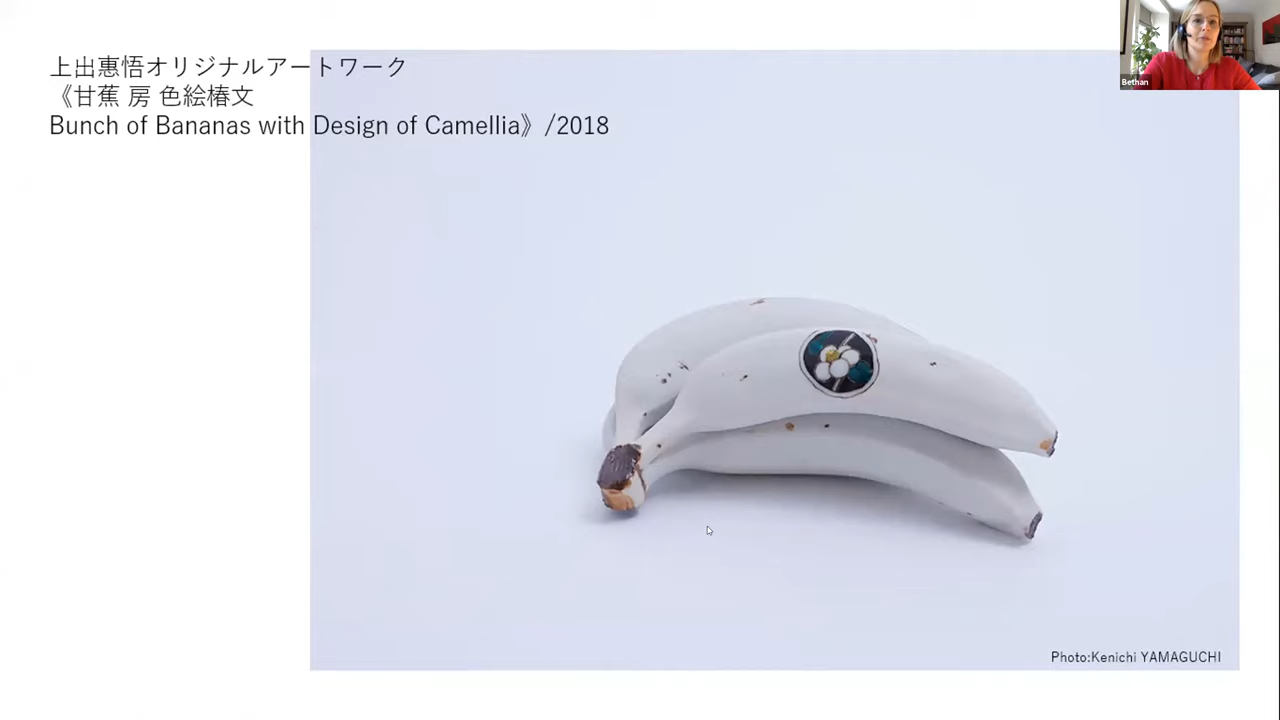 上出惠悟オリジナルアートワーク
《甘蕉 房 色絵椿文
Bunch of Bananas with Design of Camellia》/2018
Bethan
Photo:Kenichi YAMAGUCHI